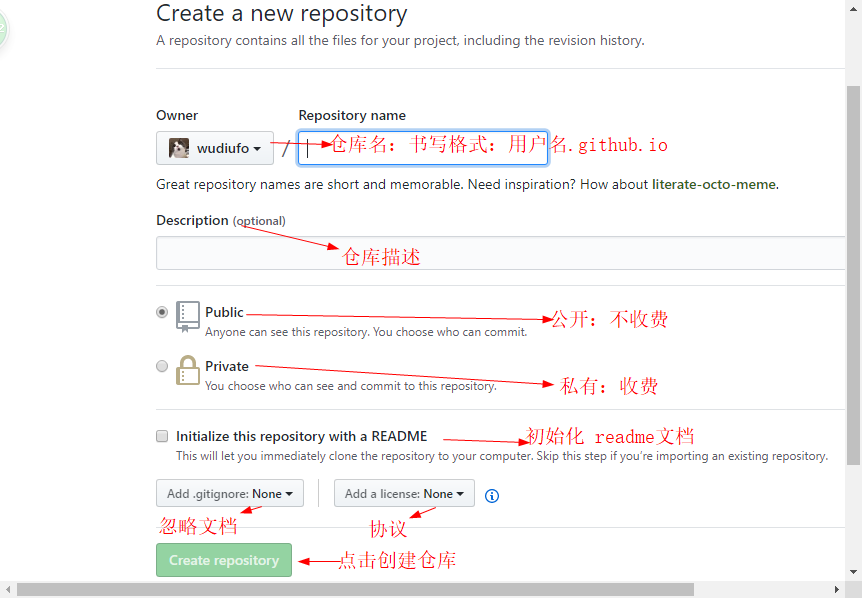 Create a new repository
A repository contains all the files for your project, including the revision history.
Owner
Repository name
wudiufo
/
仓库名：书写格式：用户名.github.io
Great repository names are short and memorable. Need inspiration? How about literate-octo-meme.
Description (optional)
仓库描述
Public
公开：不收费
Anyone can see this repository. You choose who can commit.
Private
私有：收费
You choose who can see and commit to this repository.
Initialize this repository with a README
初始化 readme文档
This will let you immediately clone the repository to your computer. Skip this step if you're importing an existing repository.
Add .gitignore: None
Add a license: None
忽略文档
协议
Create repository
点击创建仓库